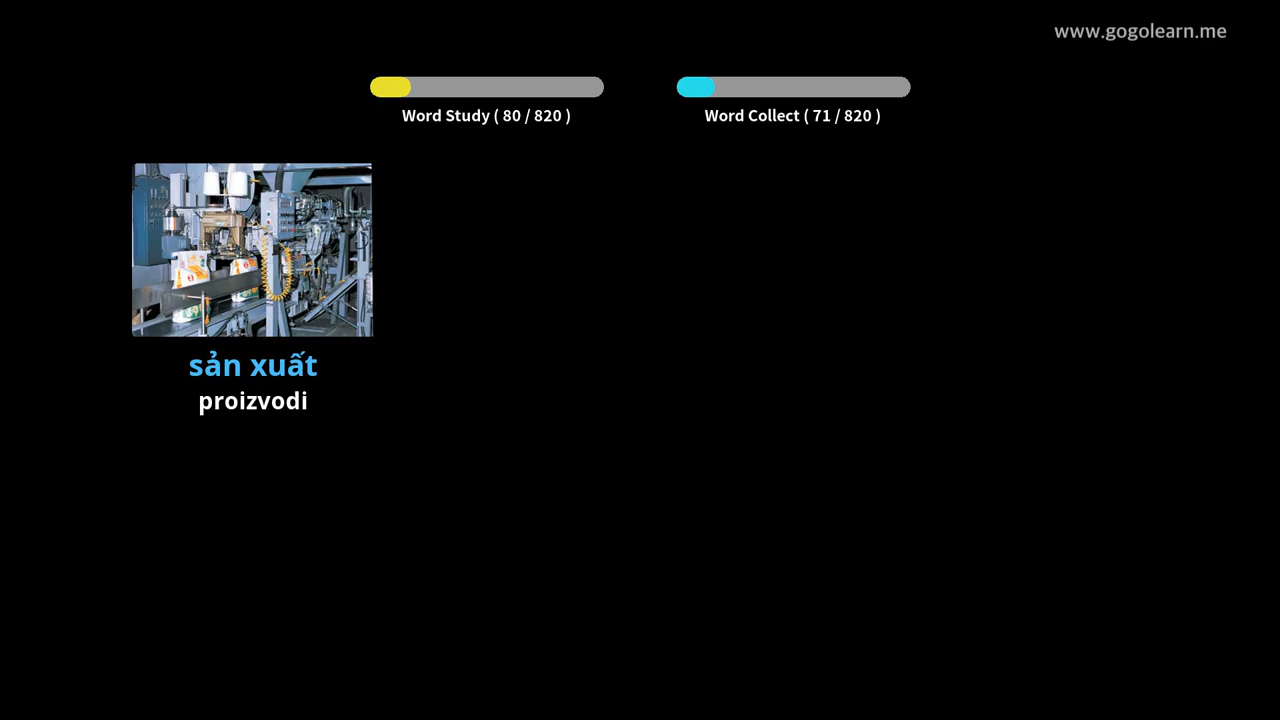 www.gogolearn.me
Word Study ( 80 / 820 )
Word Collect ( 71 / 820 )
sản xuất
proizvodi